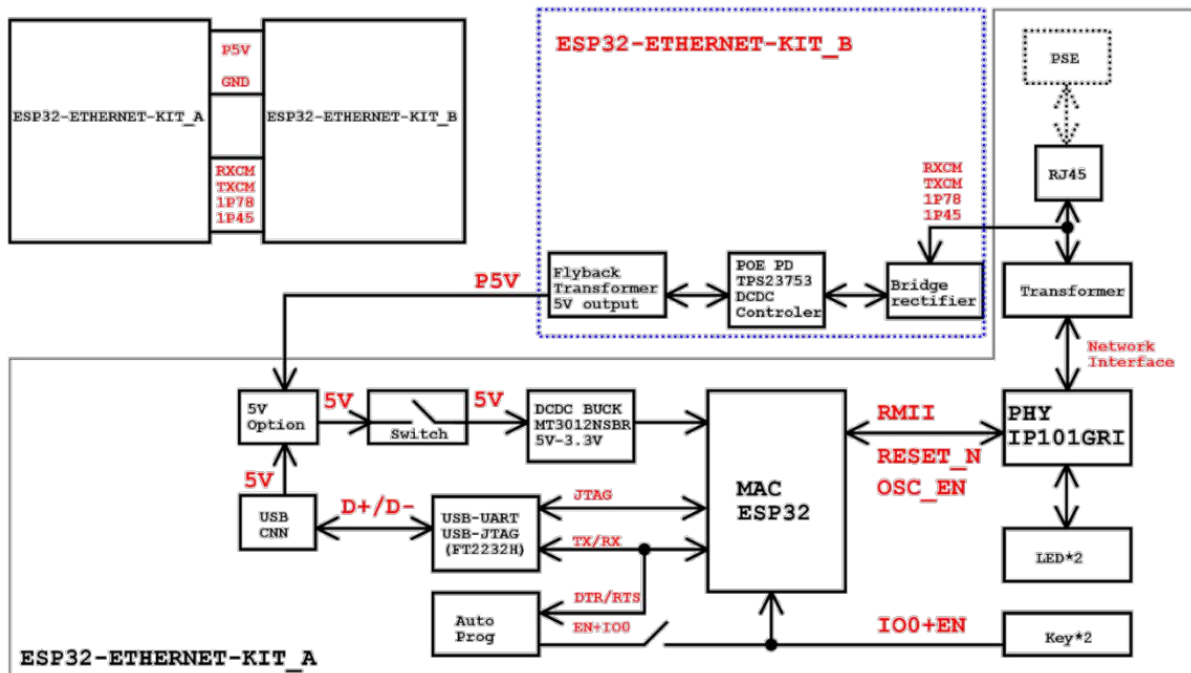 P5V
GND
ESP32-ETHERNET-KIT_A
ESP32-ETHERNET-KIT_B
RXCM
TXCM
1P78
1P45
ESP32-ETHERNET-KIT_B
PSE
RJ45
RXCM
TXCM
1P78
1P45
P5V
Flyback
Transformer
5V output
POE PD
TPS23753
DCDC
Controler
Bridge
rectifier
Transformer
Network
Interface
5V
Option
5V
Switch
5V
DCDC BUCK
MT3012NSBR
5V-3.3V
MAC
ESP32
RMII
RESET_N
OSC_EN
PHY
IP101GRI
5V
USB
CNN
D+/D-
USB-UART
USB-JTAG
(FT2232H)
JTAG
TX/RX
LED*2
DTR/RTS
Auto
Prog
EN+IO0
IO0+EN
Key*2
ESP32-ETHERNET-KIT_A